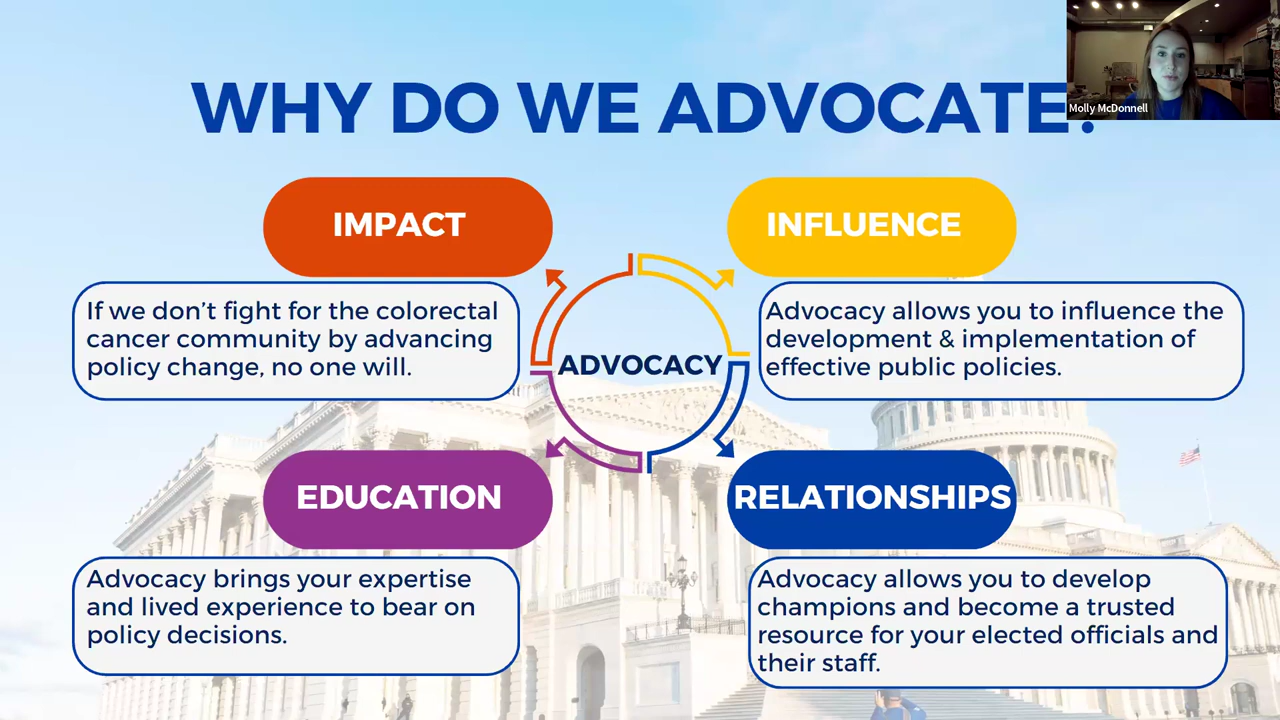 WHY DO WE ADVOCATE?
Molly McDonnell
IMPACT
If we don’t fight for the colorectal
cancer community by advancing
policy change, no one will.
INFLUENCE
Advocacy allows you to influence the
development & implementation of
effective public policies.
ADVOCACY
EDUCATION
Advocacy brings your expertise
and lived experience to bear on
policy decisions.
RELATIONSHIPS
Advocacy allows you to develop
champions and become a trusted
resource for your elected officials and
their staff.